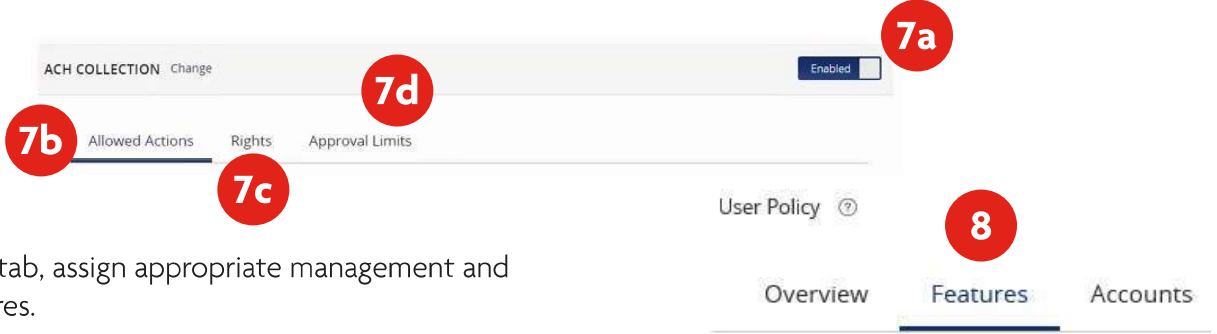 7a
ACH COLLECTION Change
Enabled
7d
7b Allowed Actions Rights Approval Limits
7c
User Policy ?
8
tab, assign appropriate management and
res.
Overview Features Accounts